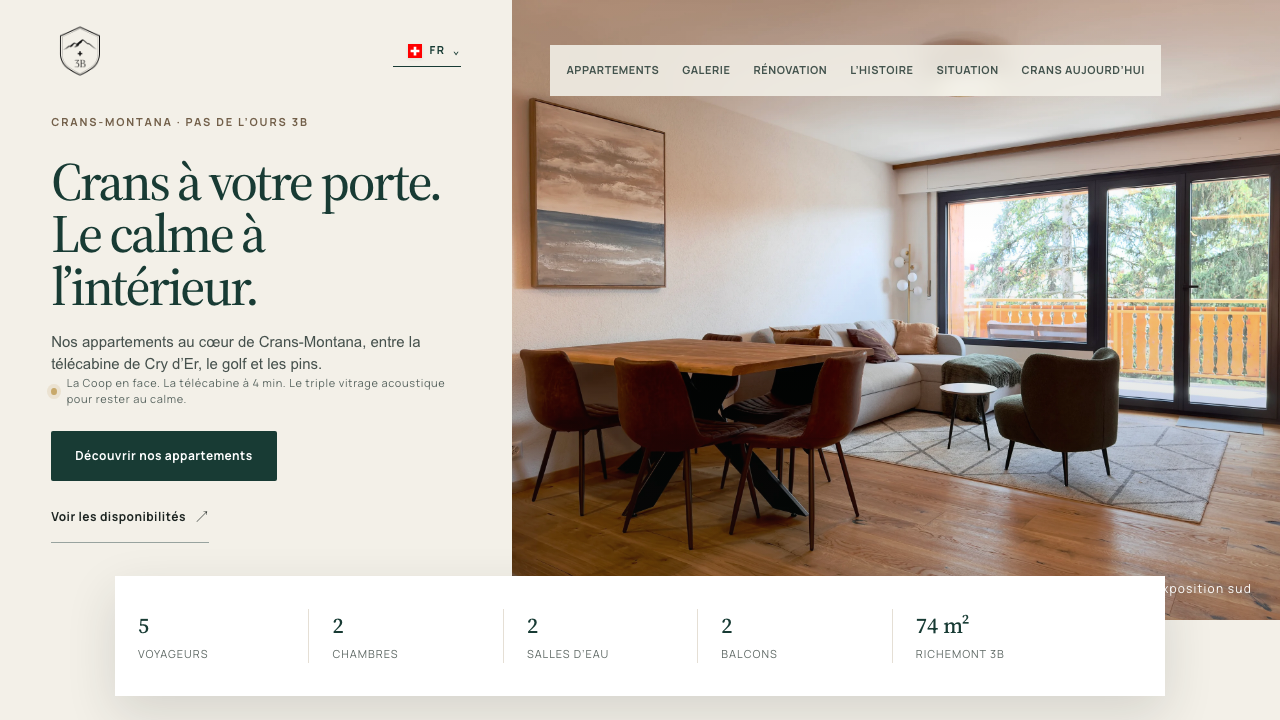 3B
FR
APPARTEMENTS GALERIE RÉNOVATION L'HISTOIRE SITUATION CRANS AUJOURD'HUI
CRANS-MONTANA · PAS DE L'OURS 3B
Crans à votre porte.
Le calme à
l’intérieur.
Nos appartements au cœur de Crans-Montana, entre la
télécabine de Cry d’Er, le golf et les pins.
La Coop en face. La télécabine à 4 min. Le triple vitrage acoustique
pour rester au calme.
Découvrir nos appartements
Voir les disponibilités ↗
xposition sud
5
VOYAGEURS
2
CHAMBRES
2
SALLES D'EAU
2
BALCONS
74 m²
RICHEMONT 3B